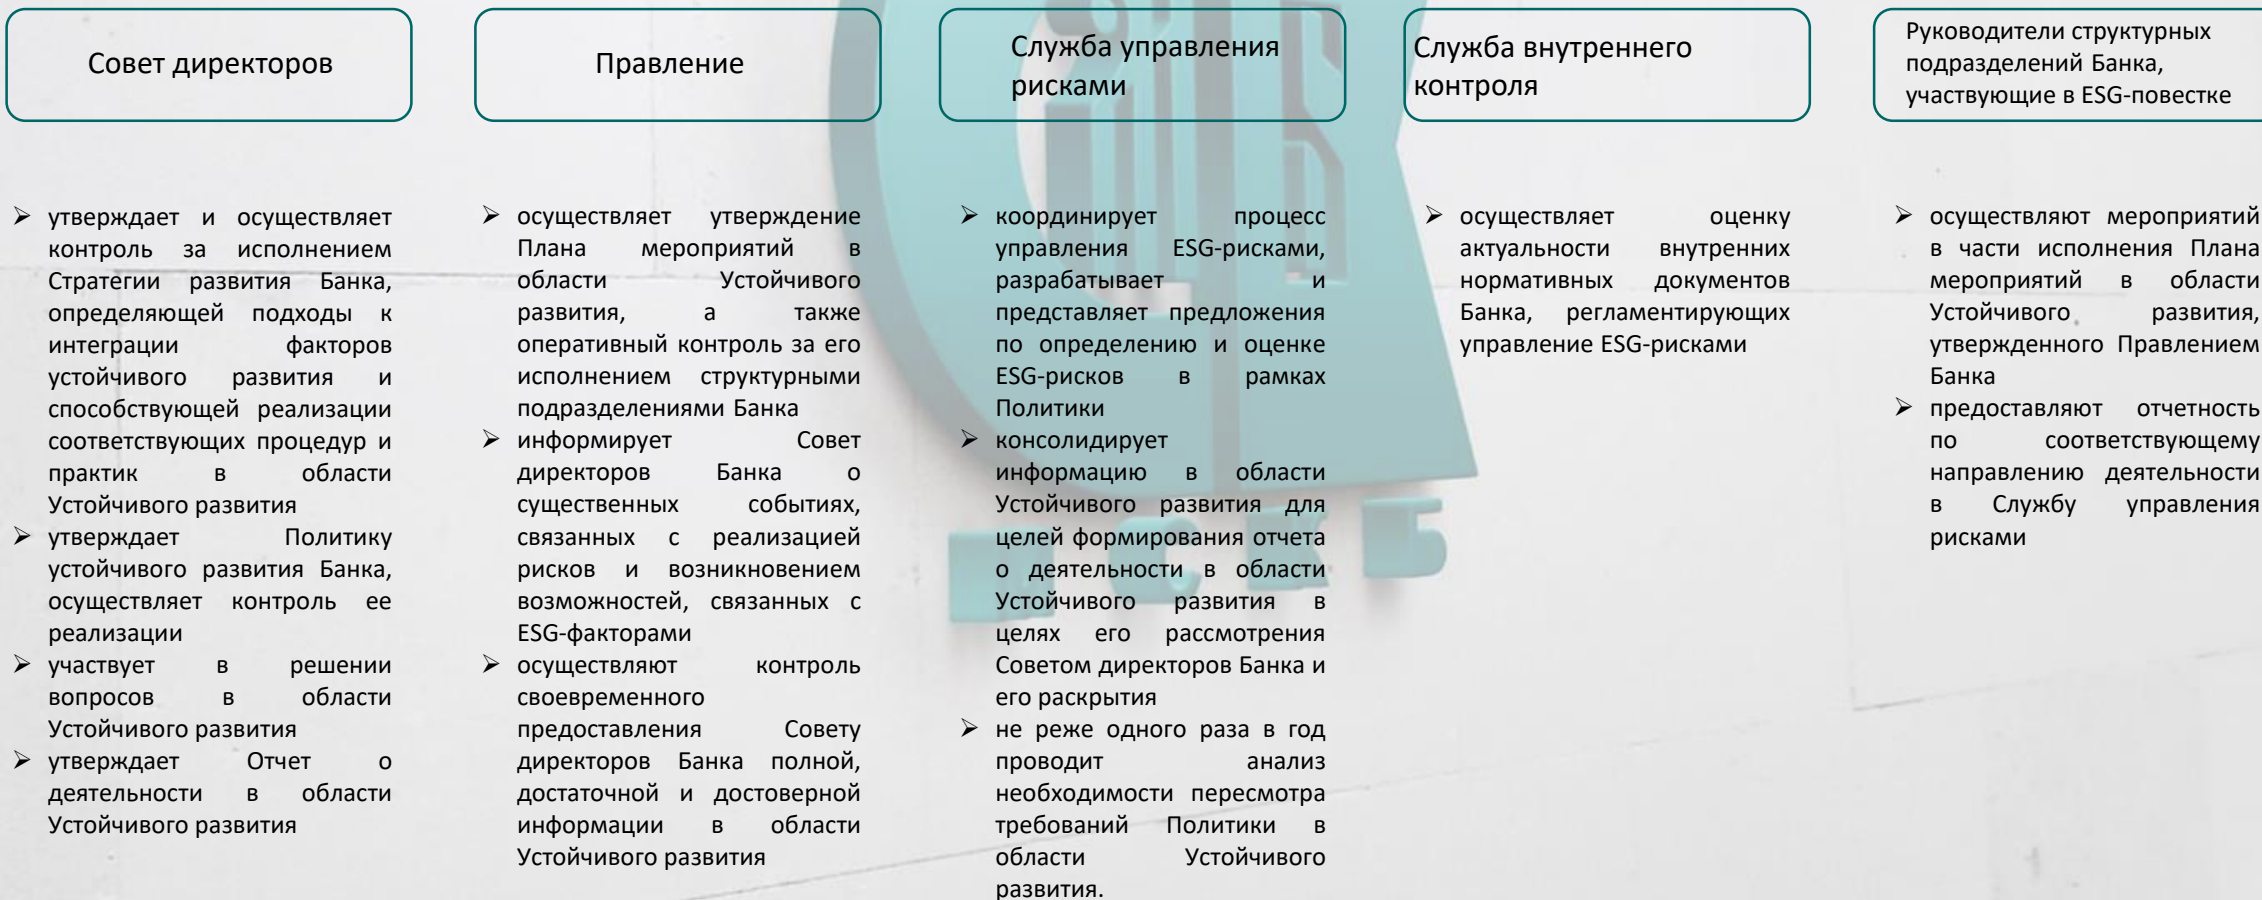 Совет директоров
утверждает и осуществляет
контроль за исполнением
Стратегии развития Банка,
определяющей подходы к
интеграции факторов
устойчивого развития и
способствующей реализации
соответствующих процедур и
практик в области
Устойчивого развития
утверждает Политику
устойчивого развития Банка,
осуществляет контроль ее
реализации
участвует в решении
вопросов в области
Устойчивого развития
утверждает Отчет о
деятельности в области
Устойчивого развития
Правление
осуществляет утверждение
Плана мероприятий в
области Устойчивого
развития, а также
оперативный контроль за его
исполнением структурными
подразделениями Банка
информирует Совет
директоров Банка о
существенных событиях,
связанных с реализацией
рисков и возникновением
возможностей, связанных с
ESG-факторами
осуществляют контроль
своевременного
предоставления Совету
директоров Банка полной,
достаточной и достоверной
информации в области
Устойчивого развития
Служба управления
рисками
координирует процесс
управления ESG-рисками,
разрабатывает и
представляет предложения
по определению и оценке
ESG-рисков в рамках
Политики
консолидирует
информацию в области
Устойчивого развития для
целей формирования отчета
о деятельности в области
Устойчивого развития в
целях его рассмотрения
Советом директоров Банка и
его раскрытия
не реже одного раза в год
проводит анализ
необходимости пересмотра
требований Политики в
области Устойчивого
развития.
Служба внутреннего
контроля
осуществляет оценку
актуальности внутренних
нормативных документов
Банка, регламентирующих
управление ESG-рисками
Руководители структурных
подразделений Банка,
участвующие в ESG-повестке
осуществляют мероприятий
в части исполнения Плана
мероприятий в области
Устойчивого развития,
утвержденного Правлением
Банка
предоставляют отчетность
по соответствующему
направлению деятельности
в Службу управления
рисками